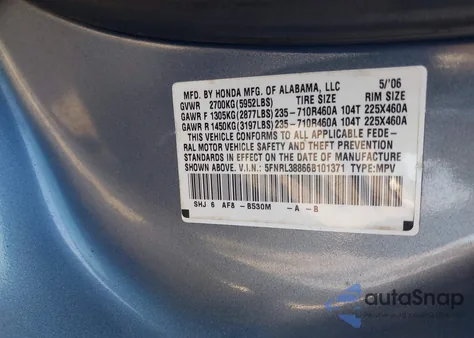 MFD. BY HONDA MFG. OF ALABAMA, LLC 5/'06
GVWR 2700KG(5952LBS) TIRE SIZE RIM SIZE
GAWR F 1305KG(2877LBS)235-710R460A 104T 225X460A
GAWR R 1450KG(3197LBS)235-710R460A 104T 225X460A
THIS VEHICLE CONFORMS TO ALL APPLICABLE FEDE-
RAL MOTOR VEHICLE SAFETY AND THEFT PREVENTION
STANDARDS IN EFFECT ON THE DATE OF MANUFACTURE
SHOWN ABOVE. V.I.N.: 5FNRL38866B101371 TYPE:MPV
SHJ 6 AF8 -B530M -A -B
autoSnap